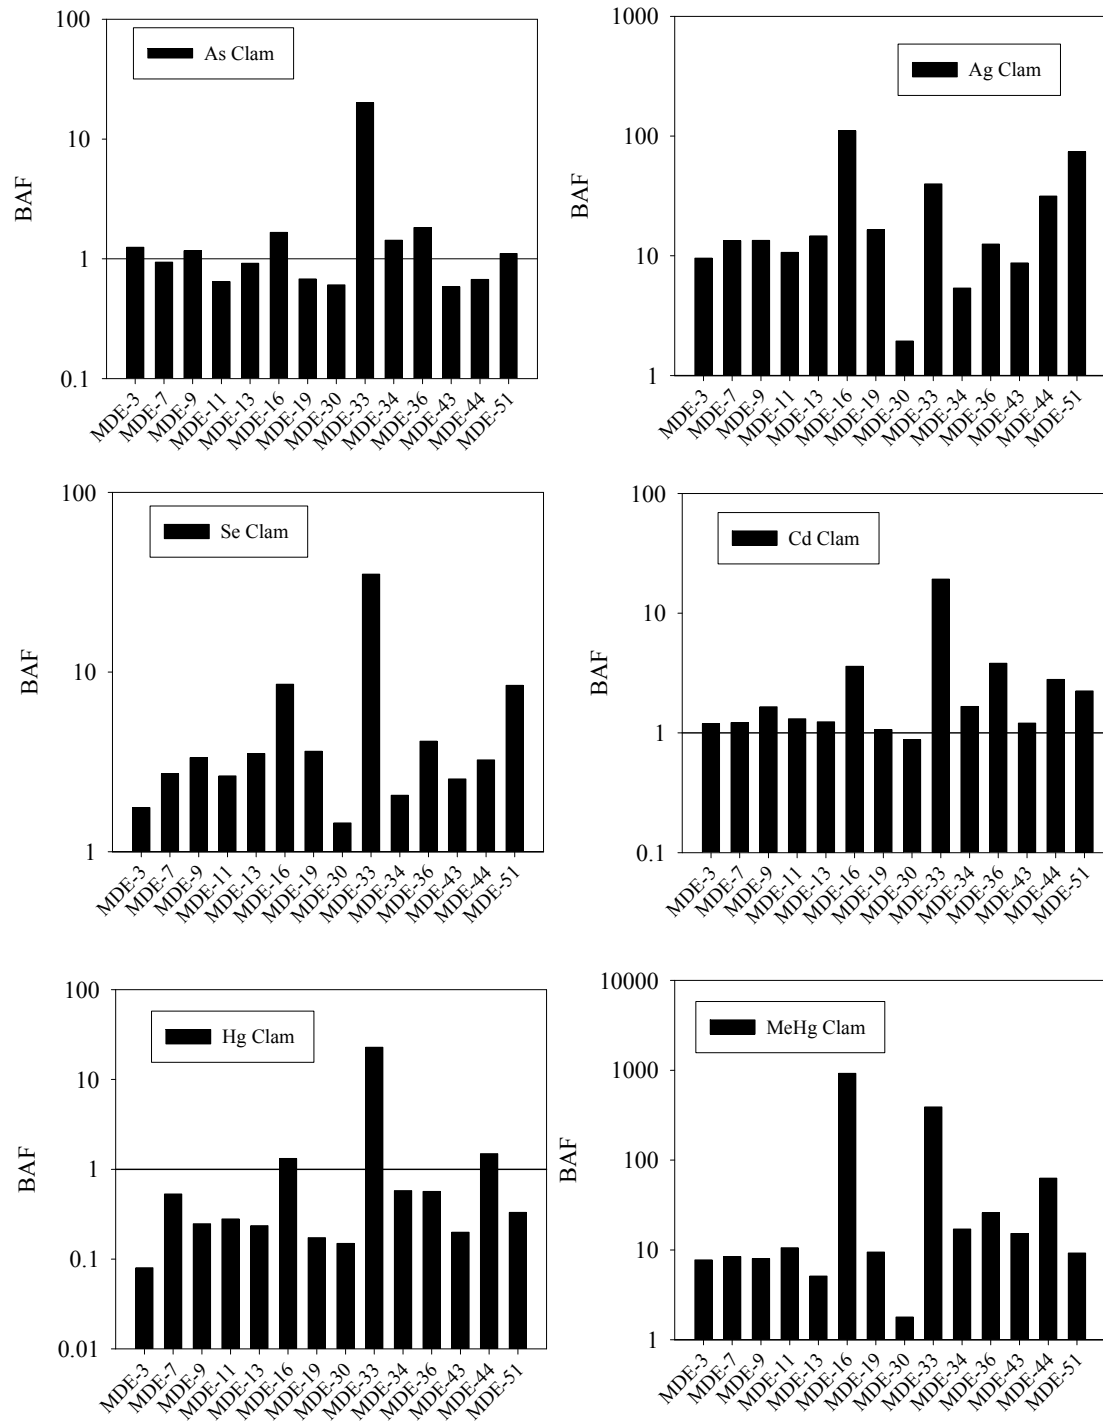 100
10
1
0.1
BAF
As Clam
MDE-3
MDE-7
MDE-9
MDE-11
MDE-13
MDE-16
MDE-19
MDE-30
MDE-33
MDE-34
MDE-36
MDE-43
MDE-44
MDE-51
1000
100
10
1
BAF
Ag Clam
MDE-3
MDE-7
MDE-9
MDE-11
MDE-13
MDE-16
MDE-19
MDE-30
MDE-33
MDE-34
MDE-36
MDE-43
MDE-44
MDE-51
100
10
1
BAF
Se Clam
MDE-3
MDE-7
MDE-9
MDE-11
MDE-13
MDE-16
MDE-19
MDE-30
MDE-33
MDE-34
MDE-36
MDE-43
MDE-44
MDE-51
100
10
1
0.1
BAF
Cd Clam
MDE-3
MDE-7
MDE-9
MDE-11
MDE-13
MDE-16
MDE-19
MDE-30
MDE-33
MDE-34
MDE-36
MDE-43
MDE-44
MDE-51
100
10
1
0.1
0.01
BAF
Hg Clam
MDE-3
MDE-7
MDE-9
MDE-11
MDE-13
MDE-16
MDE-19
MDE-30
MDE-33
MDE-34
MDE-36
MDE-43
MDE-44
MDE-51
10000
1000
100
10
1
BAF
MeHg Clam
MDE-3
MDE-7
MDE-9
MDE-11
MDE-13
MDE-16
MDE-19
MDE-30
MDE-33
MDE-34
MDE-36
MDE-43
MDE-44
MDE-51